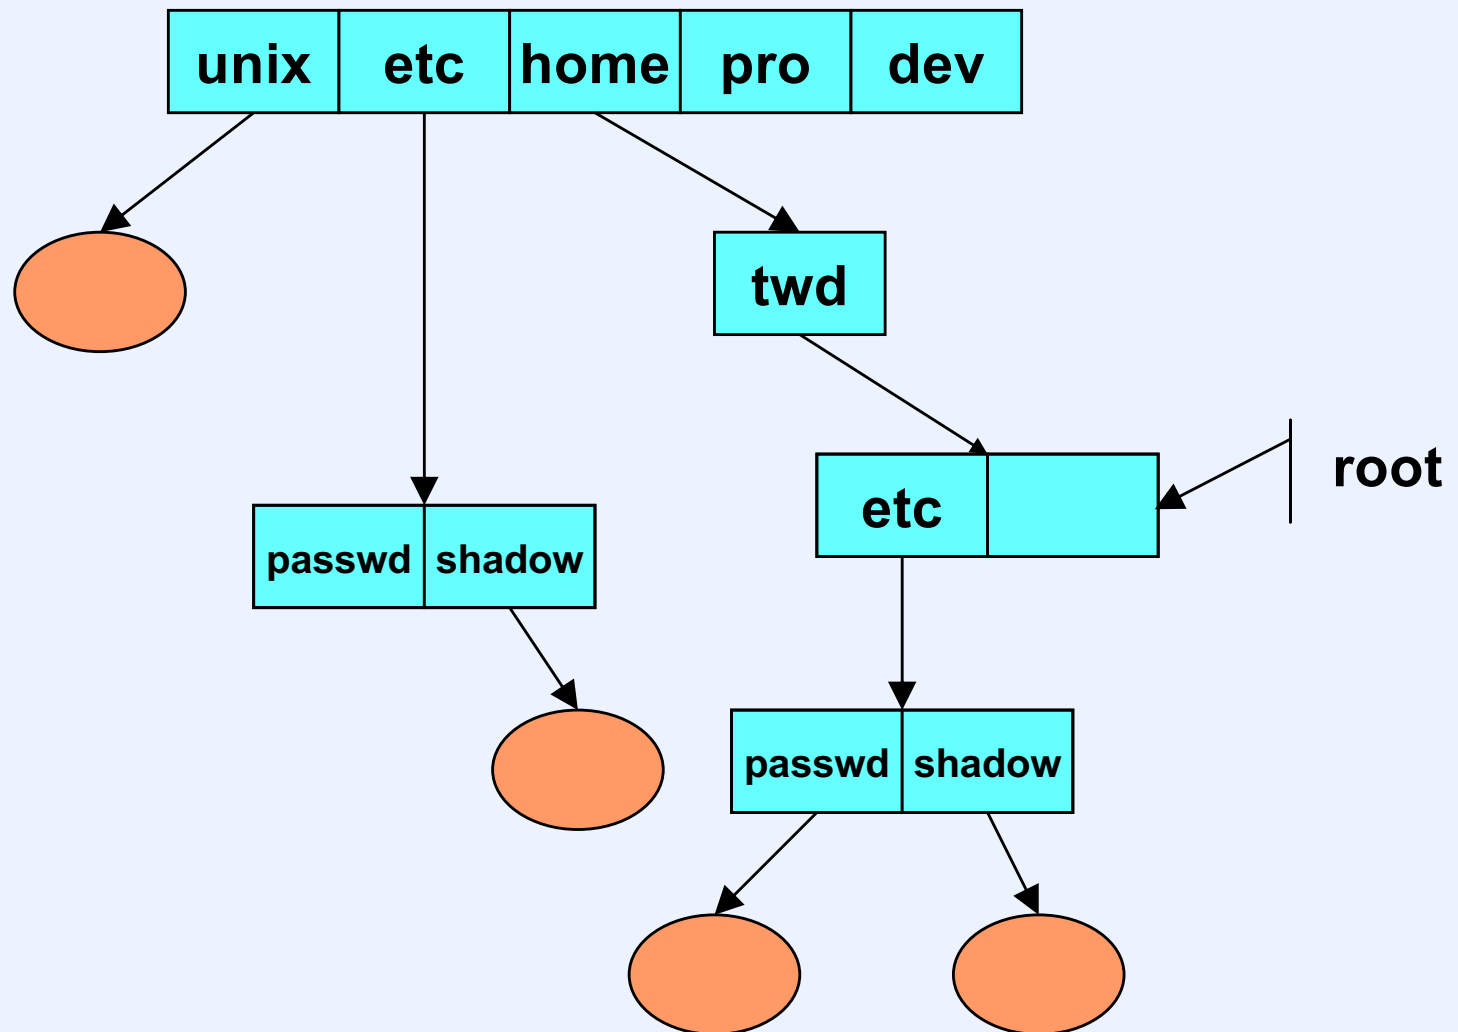 unix etc home pro dev
twd
root
etc
passwd shadow
passwd shadow